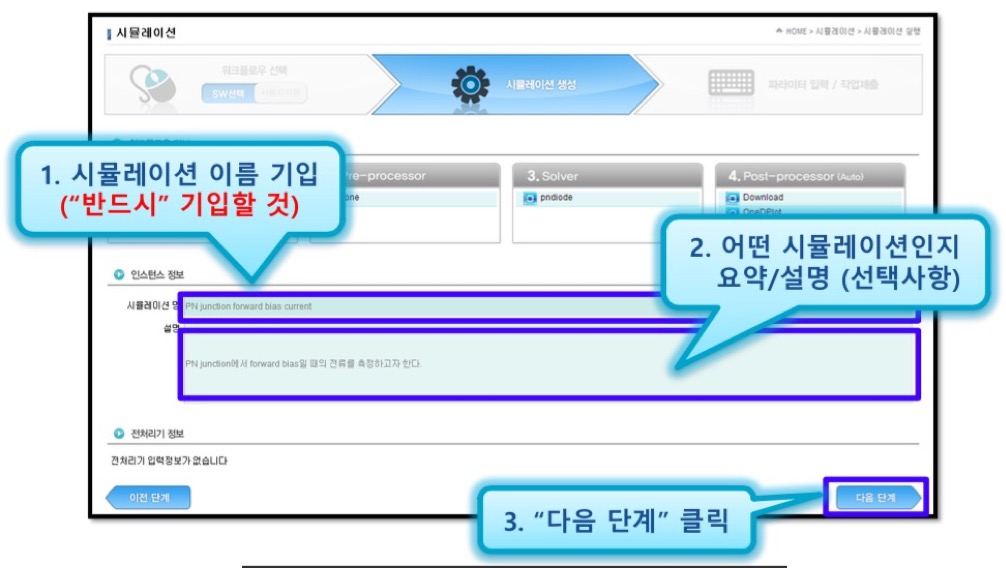 시뮬레이션
HOME > 시뮬레이션 > 시뮬레이션 실행
워크플로우 선택
SW선택
시뮬레이션 생성
파라미터 입력 / 작업제출
1. 시뮬레이션 이름 기입
(“반드시” 기입할 것)
3. Solver
pndiode
4. Post-processor (Auto)
Download
OneDPlot
2. 어떤 시뮬레이션인지
요약/설명 (선택사항)
인스턴스 정보
시뮬레이션 명
PN junction forward bias current
설명
PN junction에서 forward bias일 때의 전류를 측정하고자 한다.
전처리기 정보
전처리기 입력정보가 없습니다
이전 단계
3. “다음 단계” 클릭
다음 단계